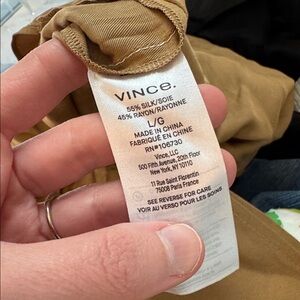 VINCE.
55% SILK/SOIE
45% RAYON/RAYONNE
L/G
MADE IN CHINA
FABRIQUÉ EN CHINE
RN#106730
Vince, LLC
500 Fifth Avenue, 20th Floor
New York, NY 10110
11 Rue Saint Florentin
75008 Paris France
SEE REVERSE FOR CARE
VOIR AU VERSO POUR LES SOINS